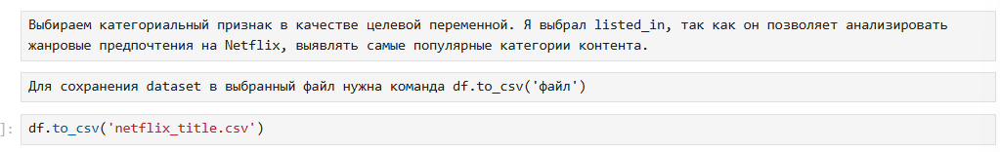 Выбираем категориальный признак в качестве целевой переменной. Я выбрал listed_in, так как он позволяет анализировать
жанровые предпочтения на Netflix, выявлять самые популярные категории контента.
Для сохранения dataset в выбранный файл нужна команда df.to_csv('файл')
]: df.to_csv('netflix_title.csv')